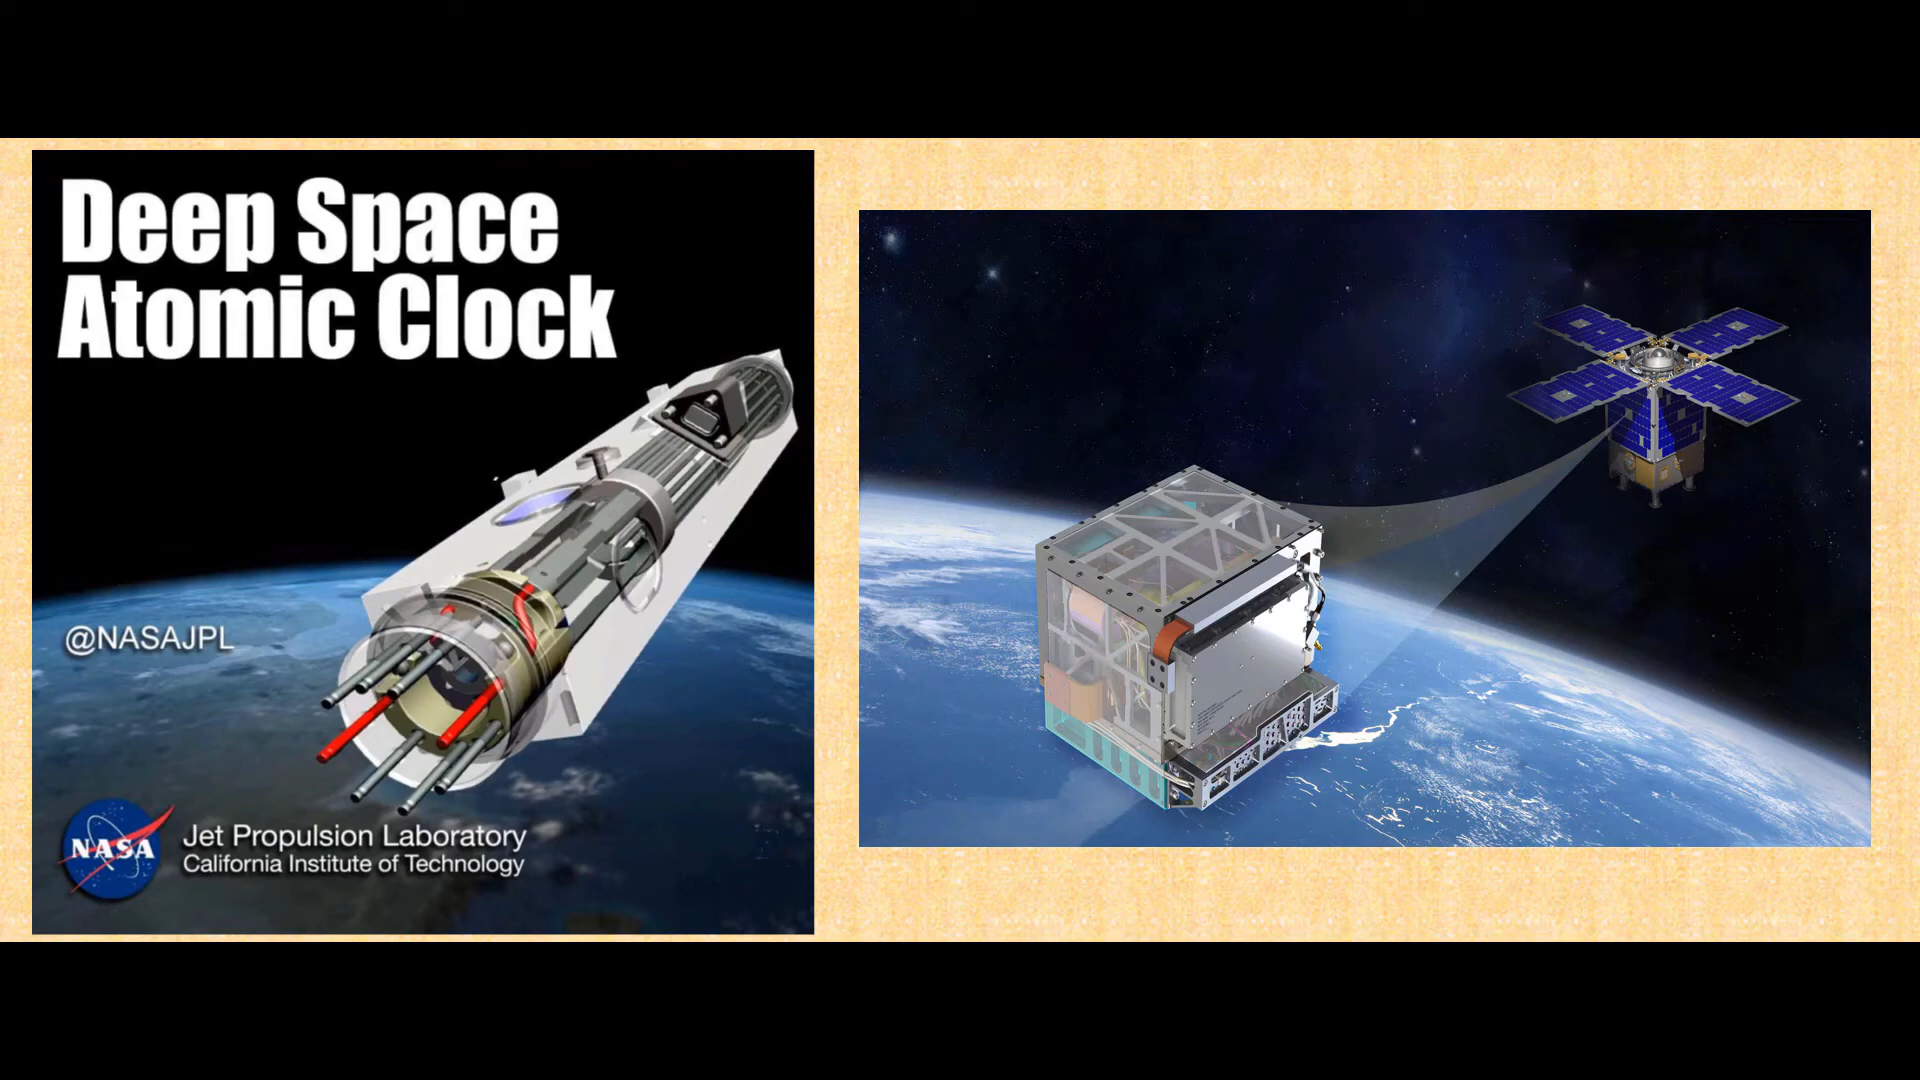 Deep Space
Atomic Clock
@NASAJPL
NASA
Jet Propulsion Laboratory
California Institute of Technology